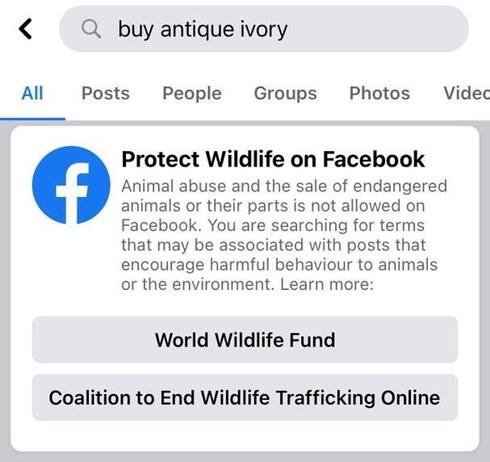 buy antique ivory
All Posts People Groups Photos Video
Protect Wildlife on Facebook
Animal abuse and the sale of endangered
animals or their parts is not allowed on
Facebook. You are searching for terms
that may be associated with posts that
encourage harmful behaviour to animals
or the environment. Learn more:
World Wildlife Fund
Coalition to End Wildlife Trafficking Online